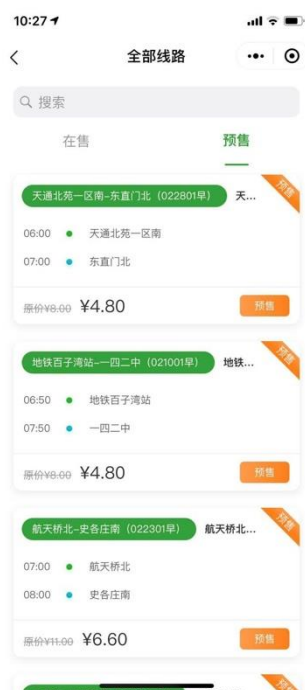 10:27
全部线路
搜索
在售 预售
天通北苑一区南-东直门北（022801早） 天... 预售
06:00 天通北苑一区南
07:00 东直门北
原价¥8.00 ¥4.80 预售
地铁百子湾站-一四二中（021001早） 地铁... 预售
06:50 地铁百子湾站
07:50 一四二中
原价¥8.00 ¥4.80 预售
航天桥北-史各庄南（022301早） 航天桥北... 预售
07:00 航天桥北
08:00 史各庄南
原价¥11.00 ¥6.60 预售